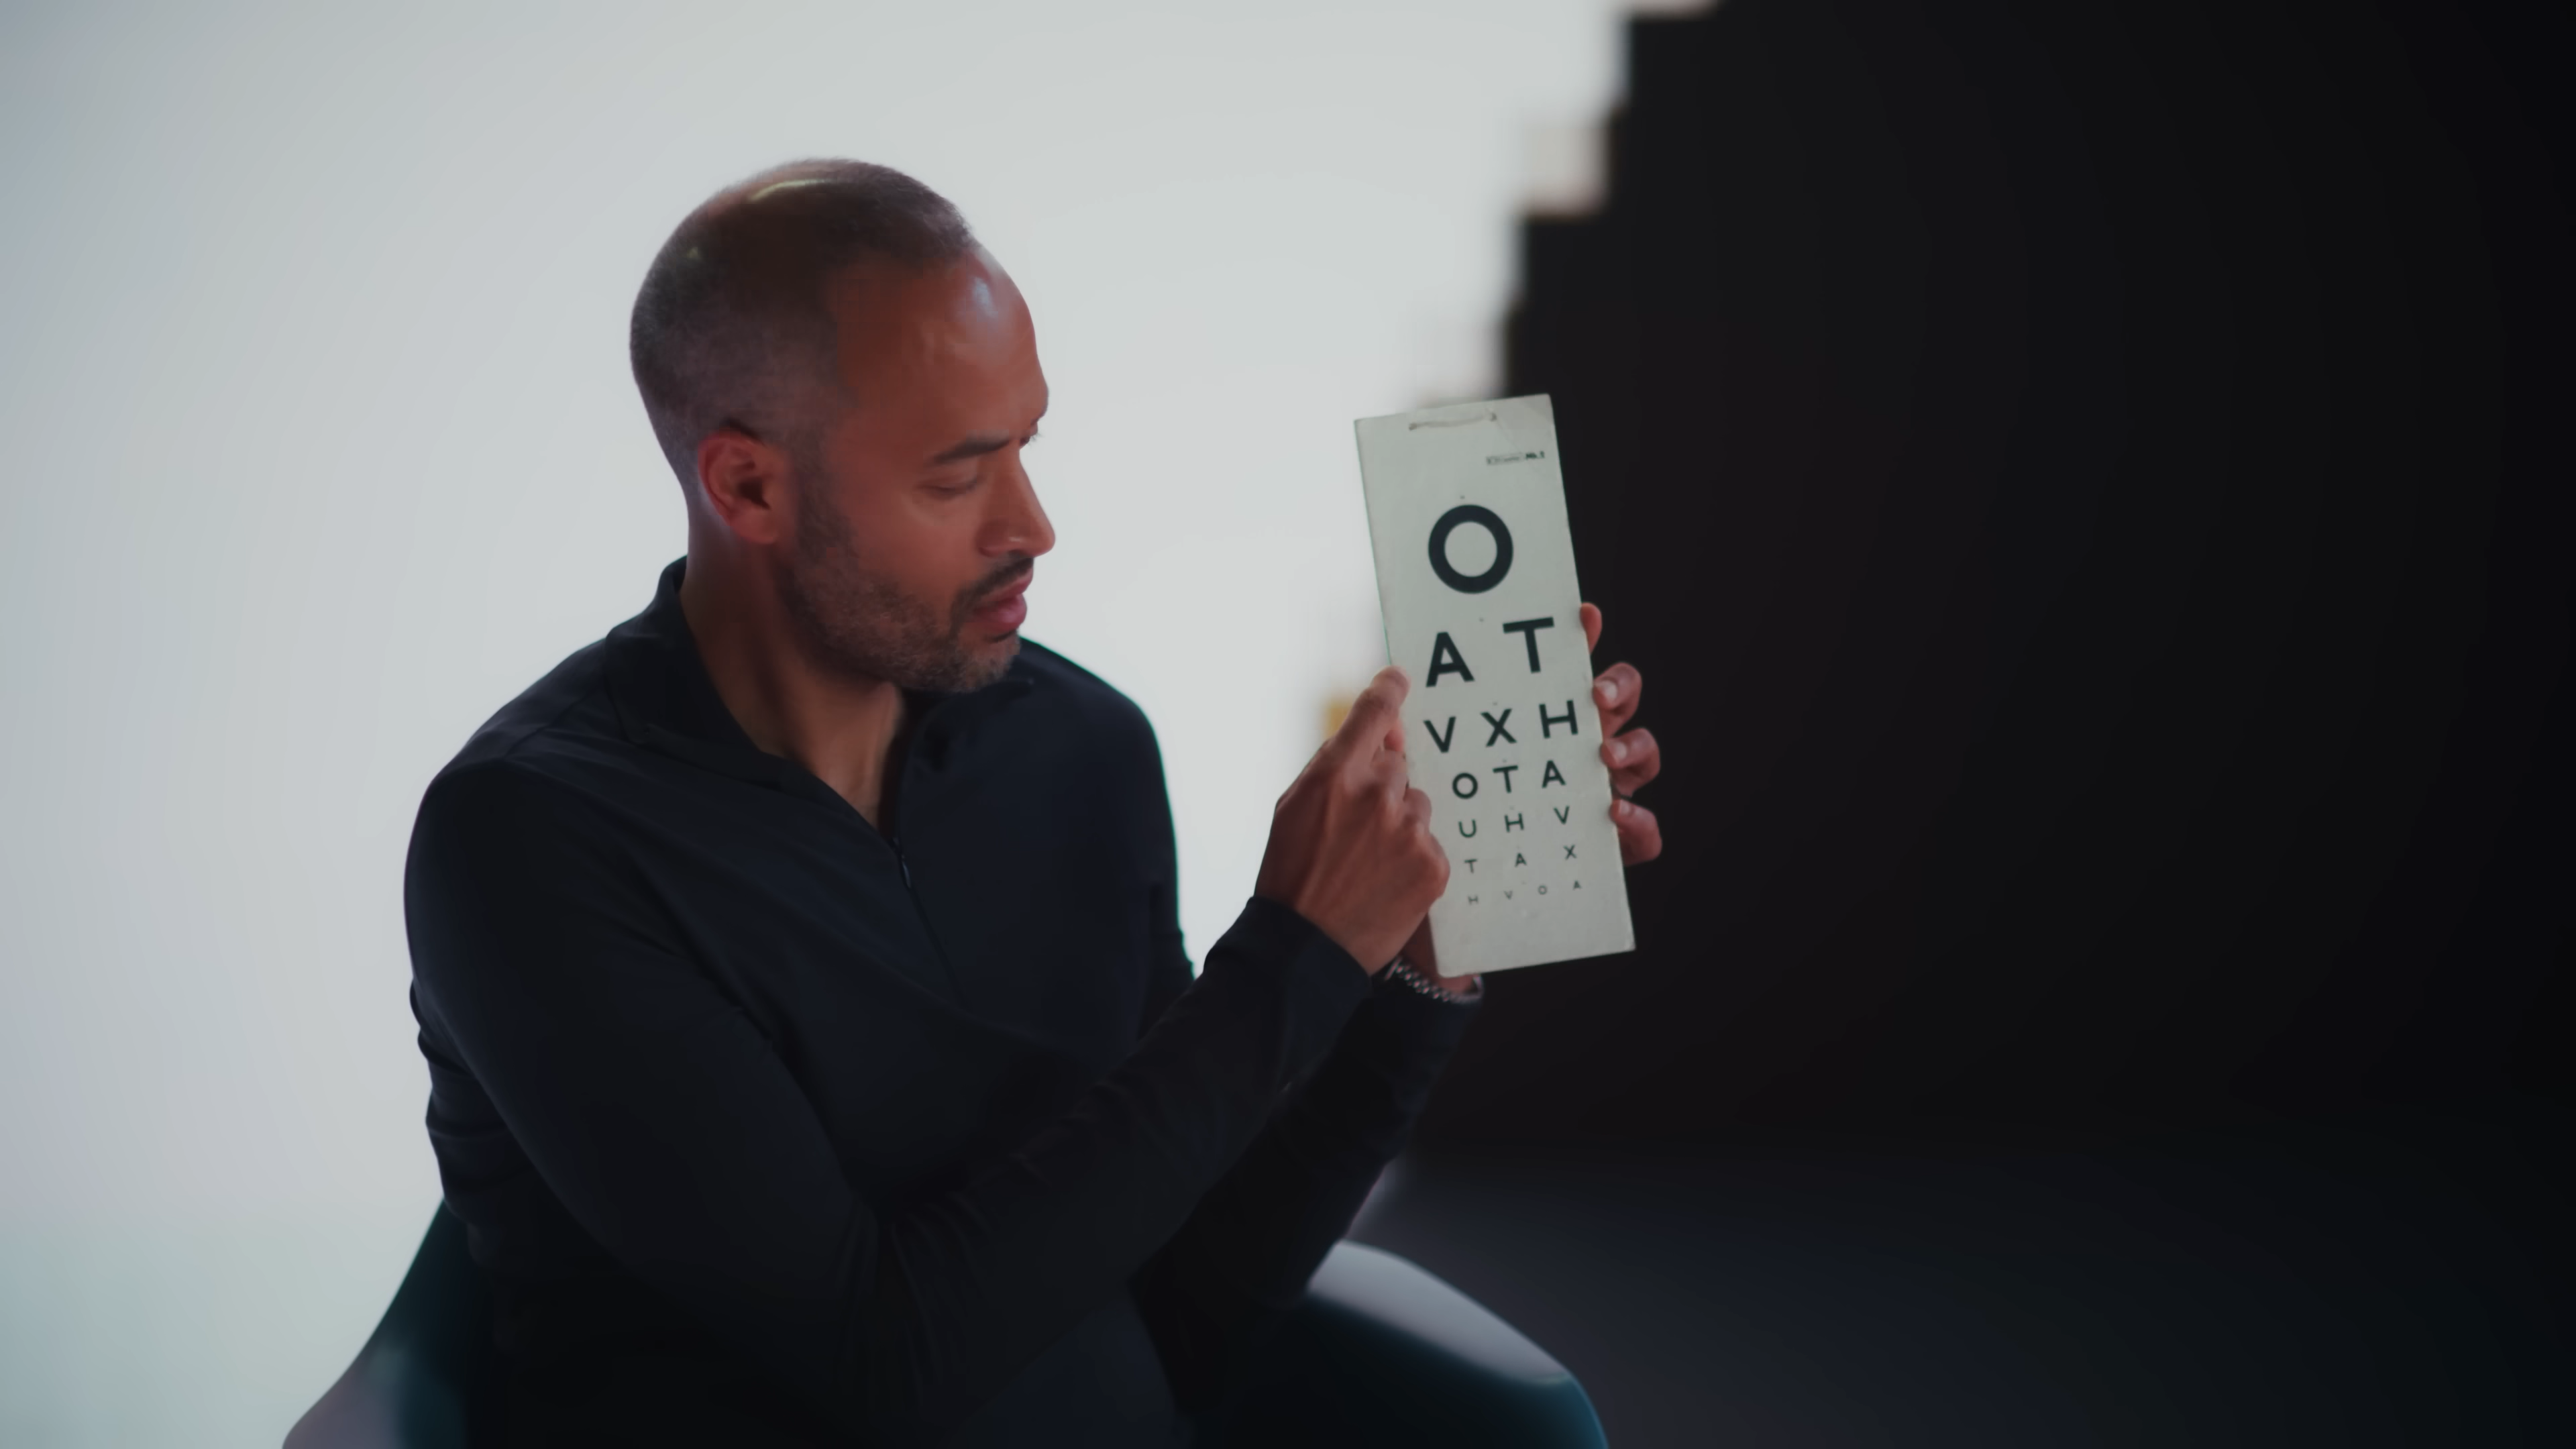 O
A T
V X H
O T A
U H V
T A X
H V O A